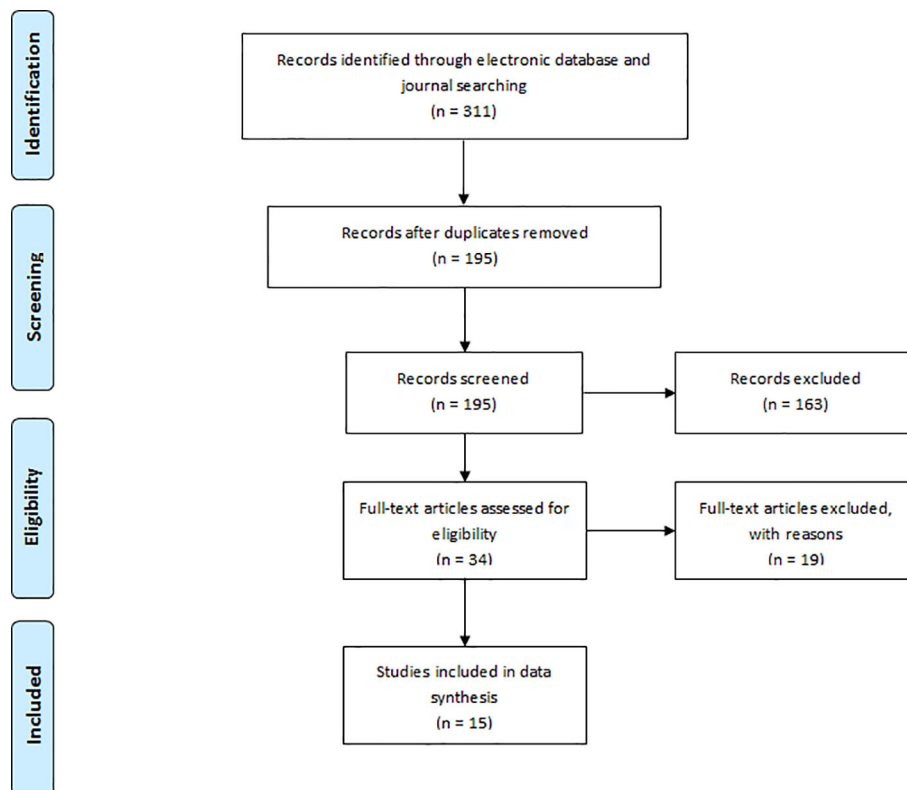 Identification
Records identified through electronic database and
journal searching
(n = 311)
Screening
Records after duplicates removed
(n = 195)
Records screened
(n = 195)
Records excluded
(n = 163)
Eligibility
Full-text articles assessed for
eligibility
(n = 34)
Full-text articles excluded,
with reasons
(n = 19)
Included
Studies included in data
synthesis
(n = 15)